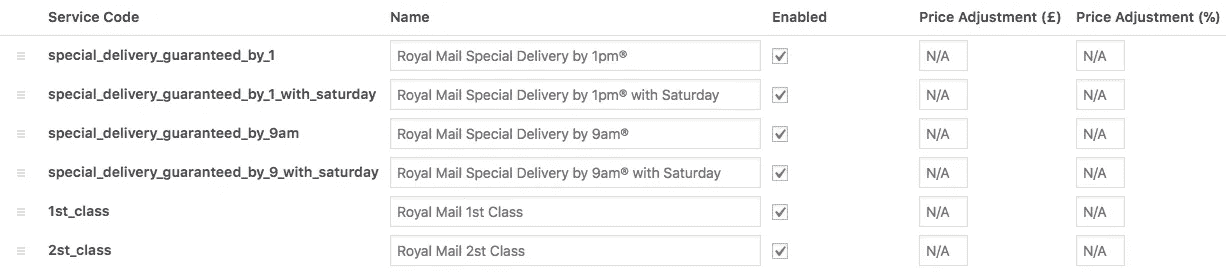 Service Code Name Enabled Price Adjustment (£) Price Adjustment (%)
special_delivery_guaranteed_by_1 Royal Mail Special Delivery by 1pm® N/A N/A
special_delivery_guaranteed_by_1_with_saturday Royal Mail Special Delivery by 1pm® with Saturday N/A N/A
special_delivery_guaranteed_by_9am Royal Mail Special Delivery by 9am® N/A N/A
special_delivery_guaranteed_by_9_with_saturday Royal Mail Special Delivery by 9am® with Saturday N/A N/A
1st_class Royal Mail 1st Class N/A N/A
2st_class Royal Mail 2st Class N/A N/A